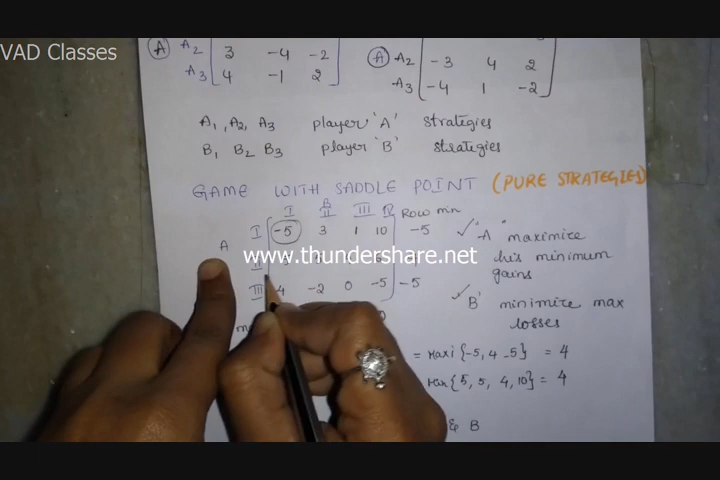 VAD Classes
A A2 3 -4 -2
A3 4 -1 2
A A2 -3 4 2
A3 -4 1 -2
A1, A2, A3 player 'A' strategies
B1 B2 B3 player 'B' strategies
GAME WITH SADDLE POINT (PURE STRATEGIES)
B
I II III IV Row min
A
I -5 3 1 10 -5
II
III 4 -2 0 -5 -5
✓ "A" maximize
his minimum
gains
✓ B' minimize max
losses
www.thundershare.net
= Maxi {-5, 4 -5} = 4
Min {5, 5, 4, 10} = 4
& B